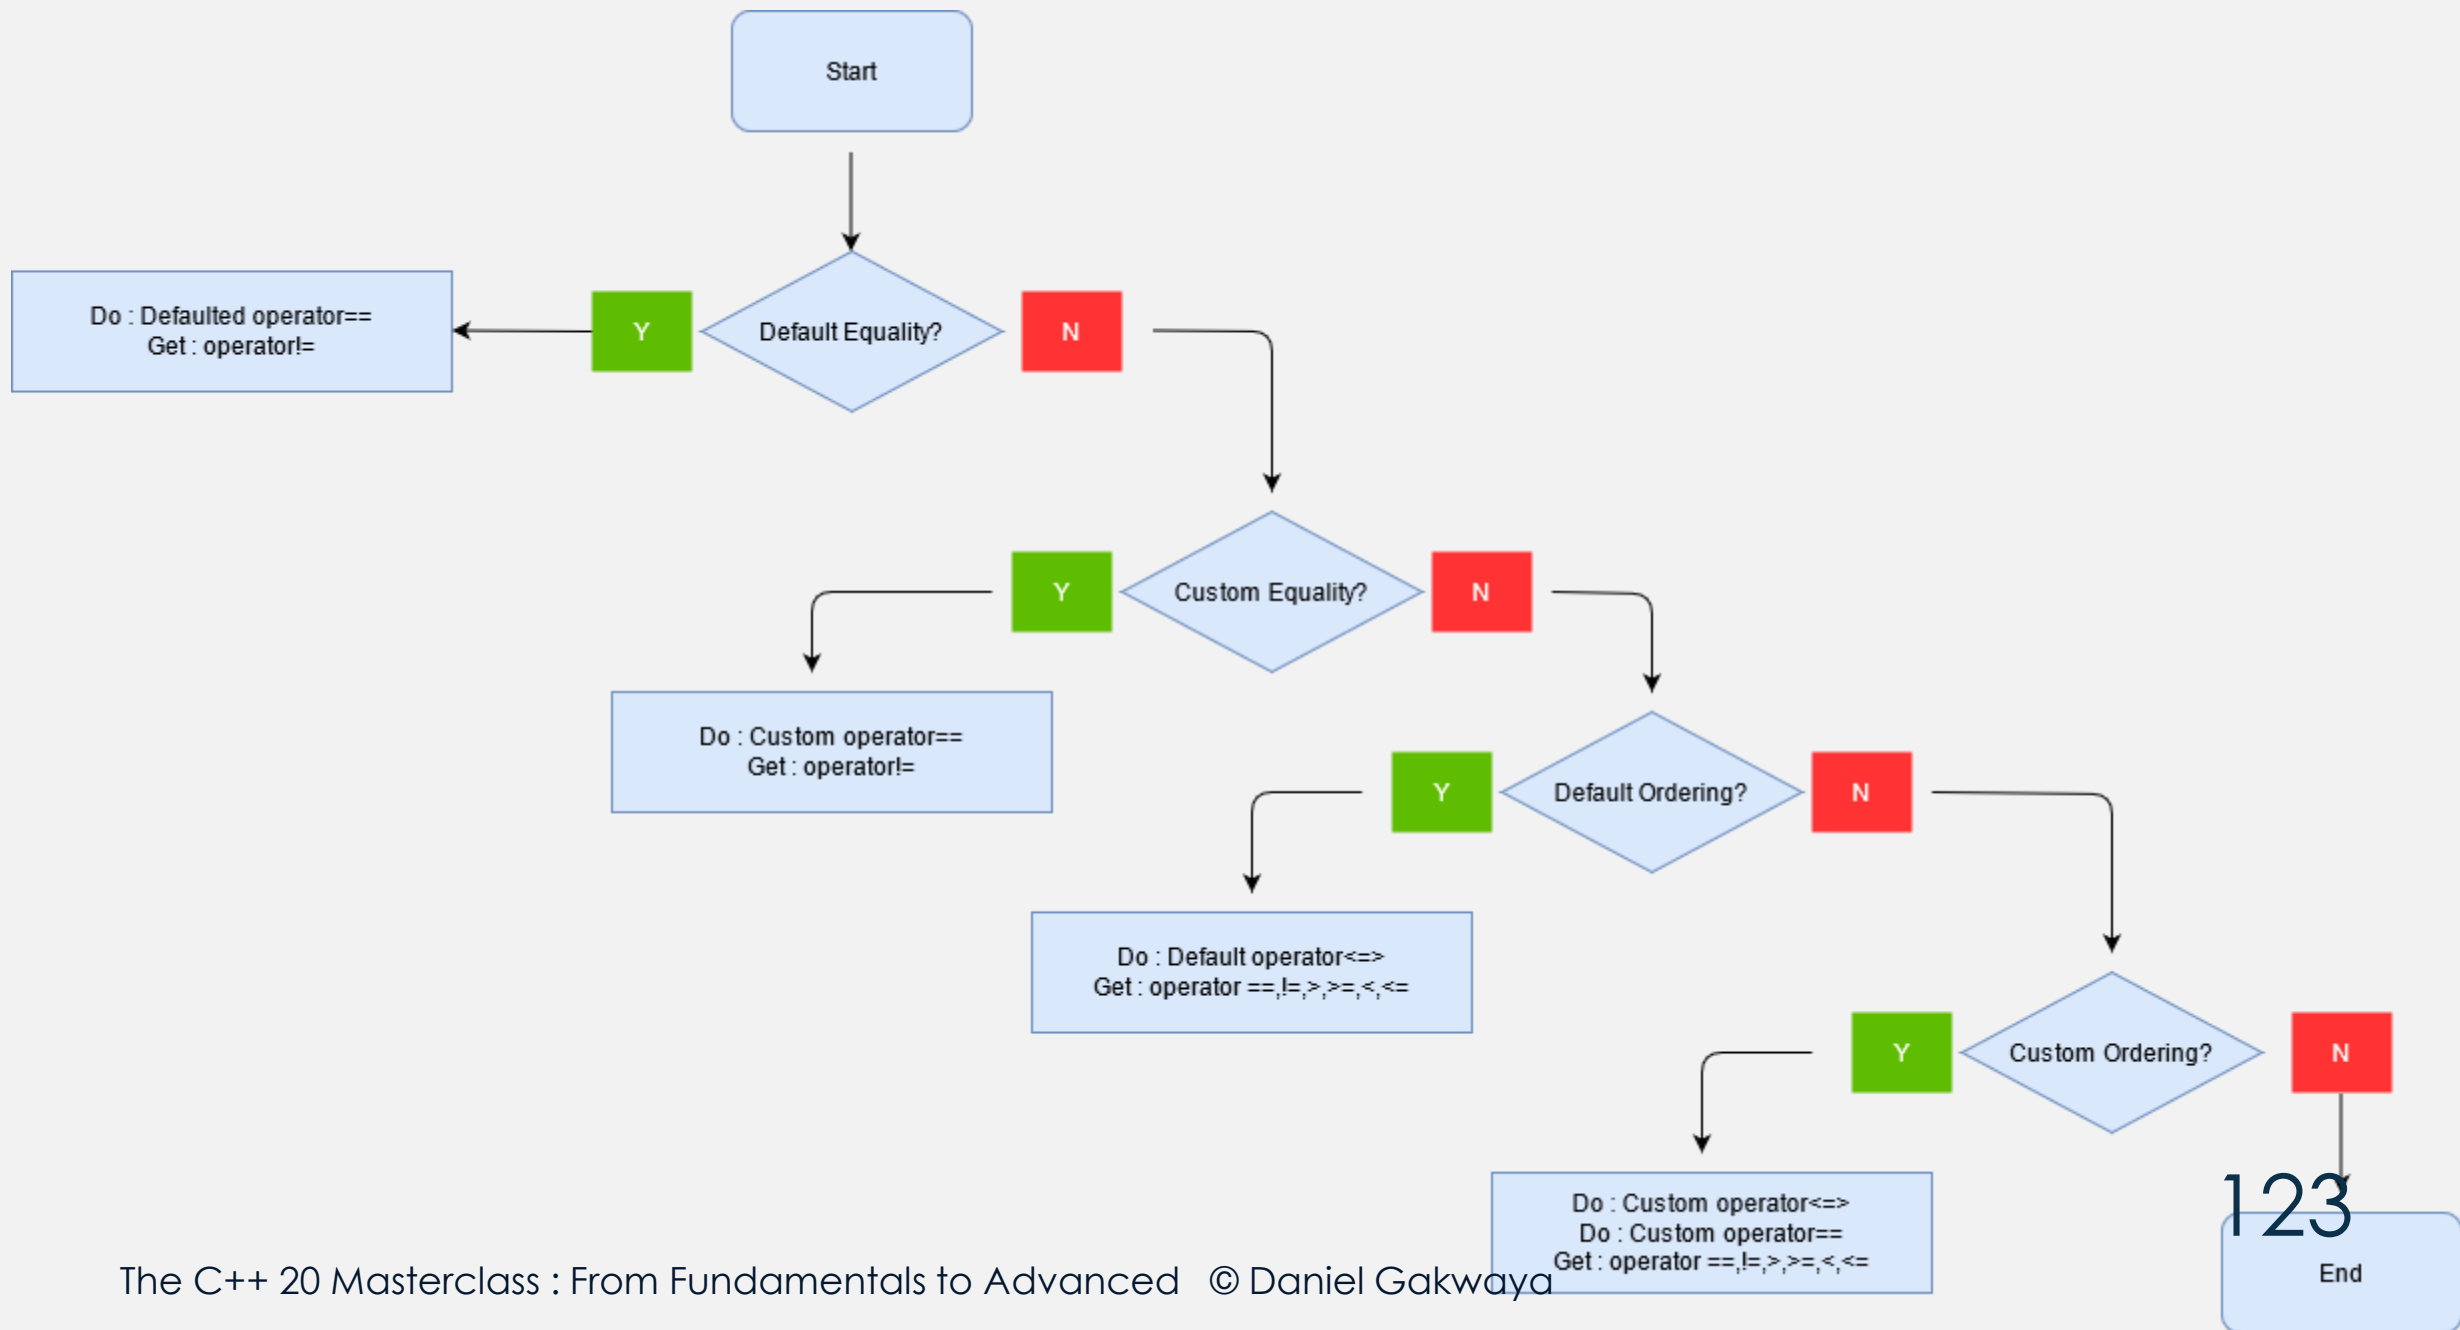 Start
Default Equality?
Y
N
Do : Defaulted operator==
Get : operator!=
Custom Equality?
Y
N
Do : Custom operator==
Get : operator!=
Default Ordering?
Y
N
Do : Default operator<=>
Get : operator ==,!=,>,>=,<,<=
Custom Ordering?
Y
N
Do : Custom operator<=>
Do : Custom operator==
Get : operator ==,!=,>,>=,<,<=
123
End
The C++ 20 Masterclass : From Fundamentals to Advanced © Daniel Gakwaya